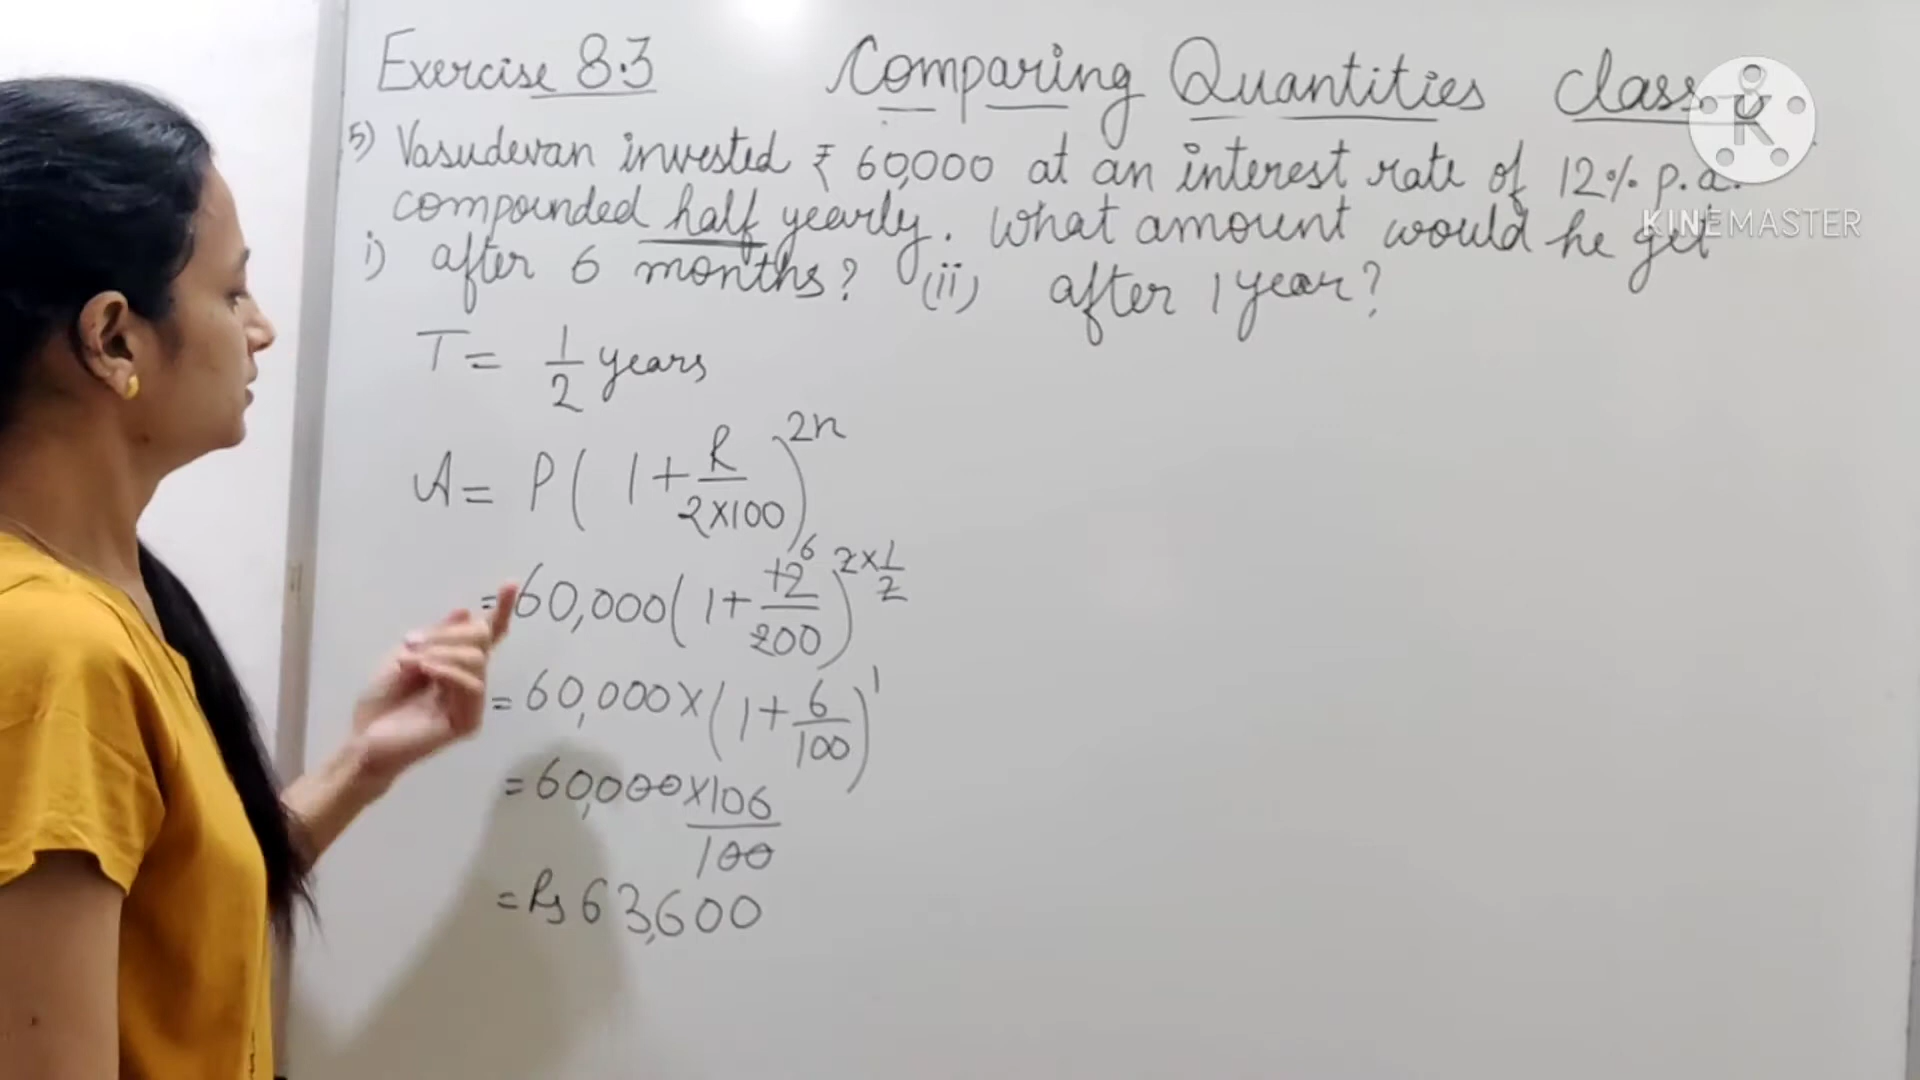 Exercise 8.3 Comparing Quantities Class
5) Vasudevan invested ₹ 60,000 at an interest rate of 12% p.a.
compounded half yearly. What amount would he get
i) after 6 months? (ii) after 1 year?
T = 1/2 years
A = P(1+R/2×100)^2n
= 60,000(1+12/200)^2×1/2 6
= 60,000×(1+6/100)^1
= 60,000×106/100
= Rs 63,600
K
KINEMASTER